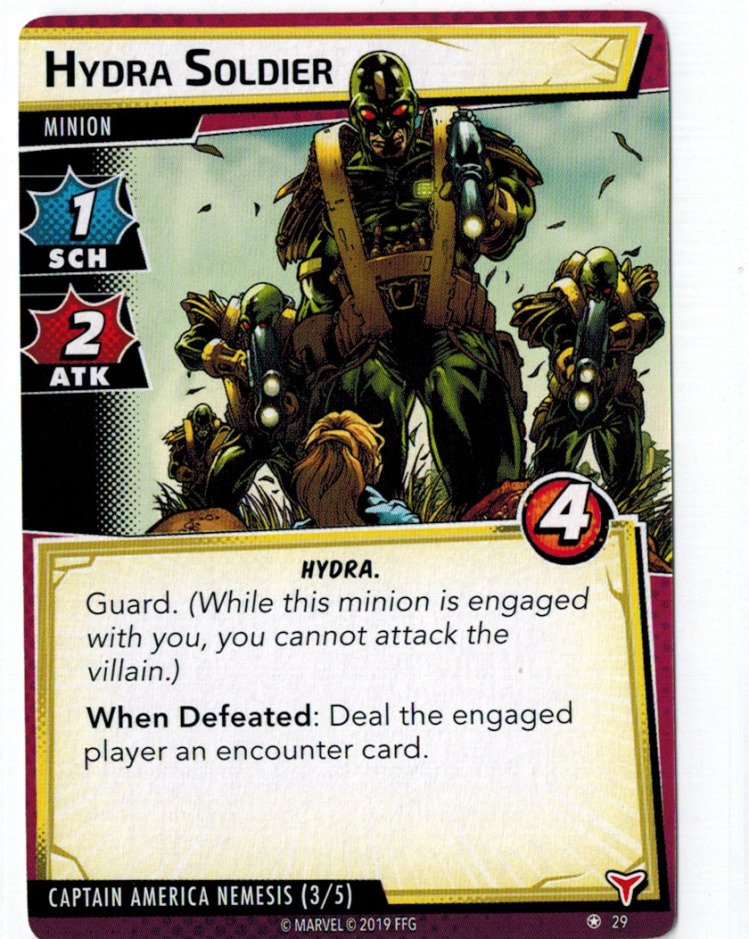 HYDRA SOLDIER
MINION
1
SCH
2
ATK
4
HYDRA.
Guard. (While this minion is engaged
with you, you cannot attack the
villain.)
When Defeated: Deal the engaged
player an encounter card.
CAPTAIN AMERICA NEMESIS (3/5)
© MARVEL © 2019 FFG
29